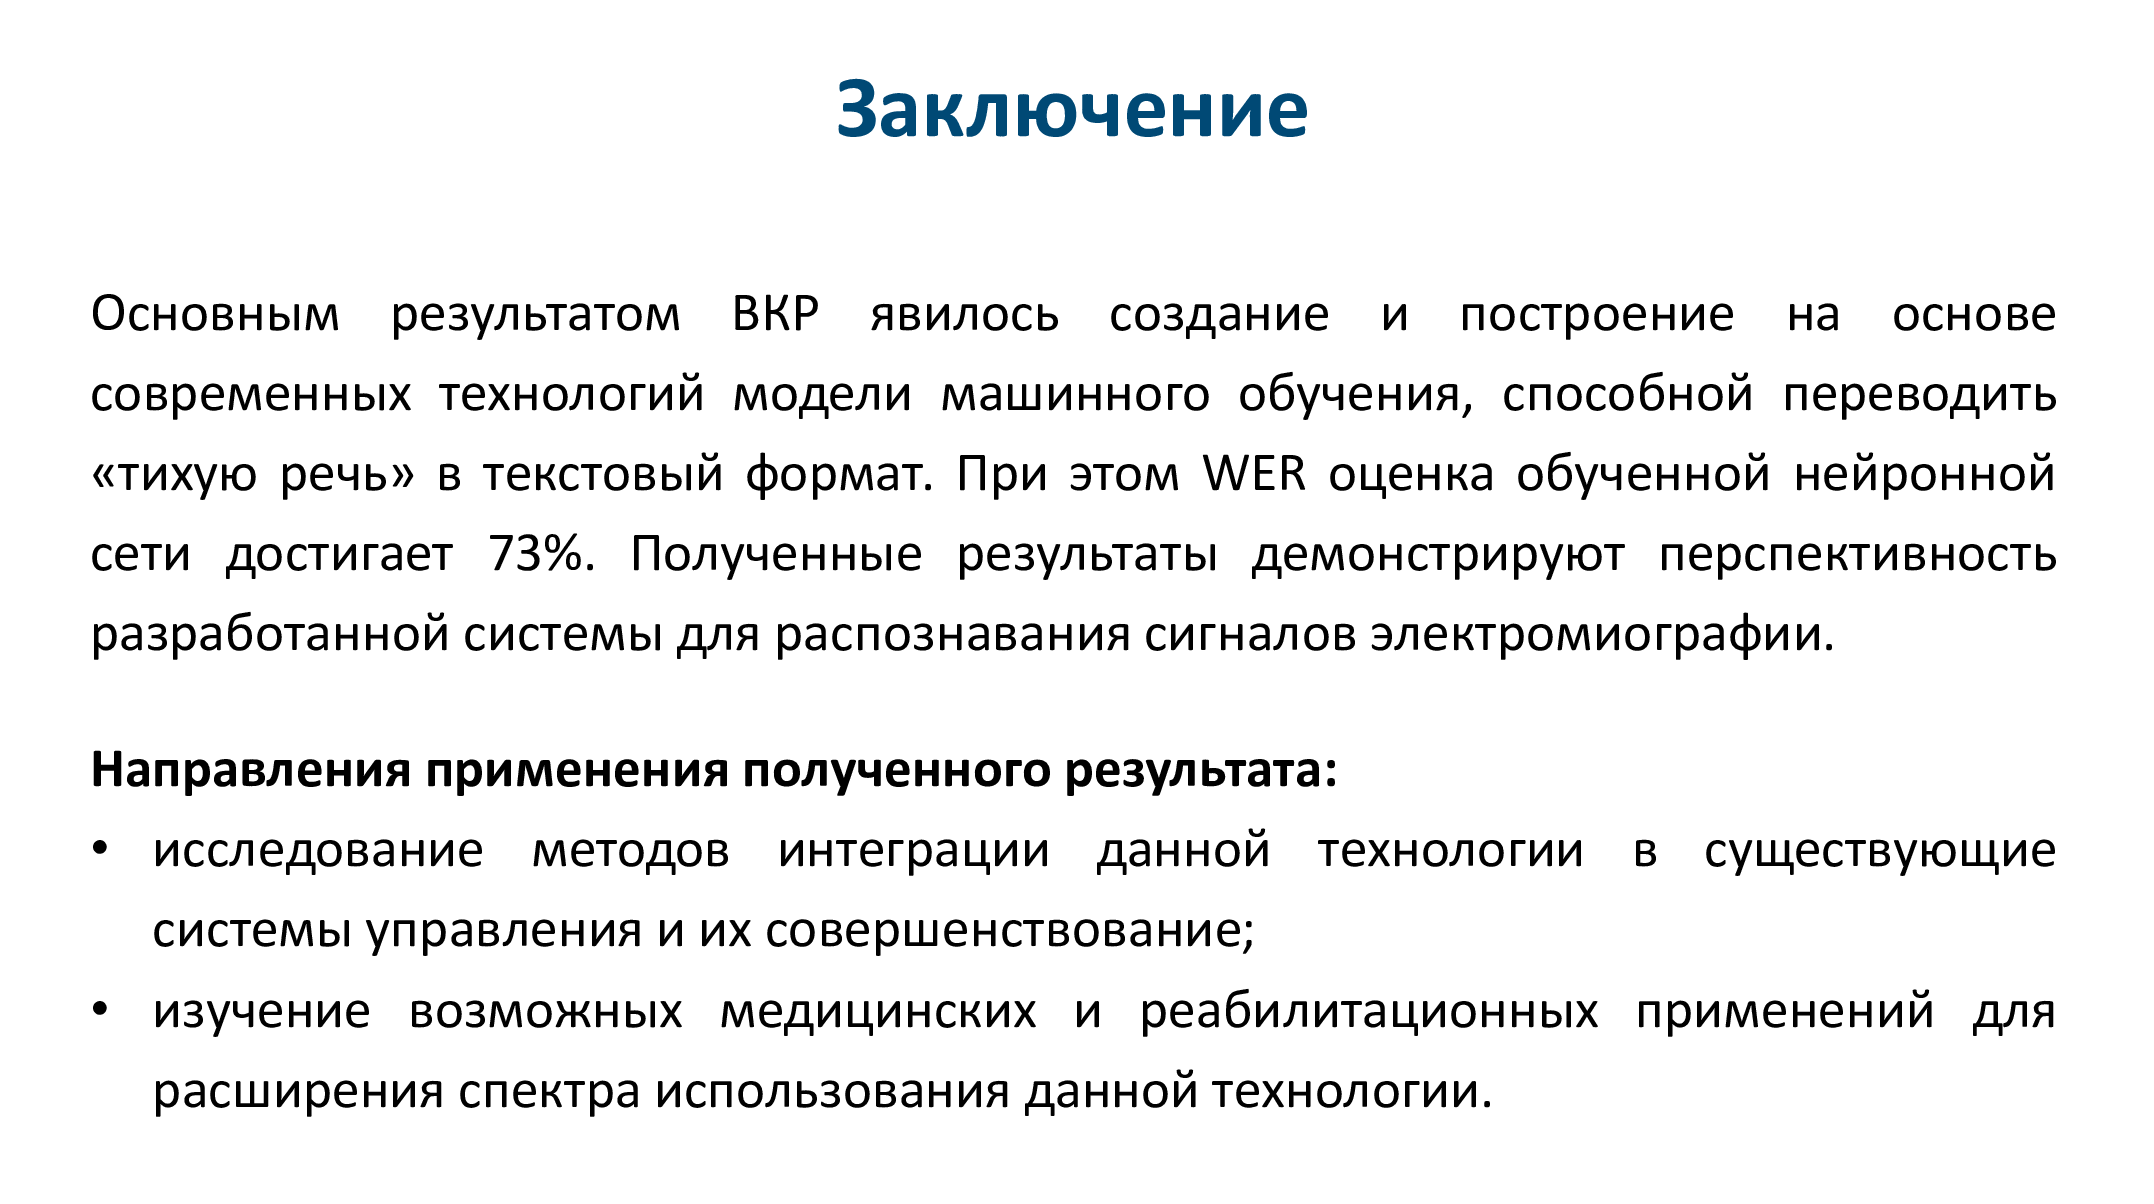 Заключение
Основным результатом ВКР явилось создание и построение на основе
современных технологий модели машинного обучения, способной переводить
«тихую речь» в текстовый формат. При этом WER оценка обученной нейронной
сети достигает 73%. Полученные результаты демонстрируют перспективность
разработанной системы для распознавания сигналов электромиографии.
Направления применения полученного результата:
• исследование методов интеграции данной технологии в существующие
системы управления и их совершенствование;
• изучение возможных медицинских и реабилитационных применений для
расширения спектра использования данной технологии.